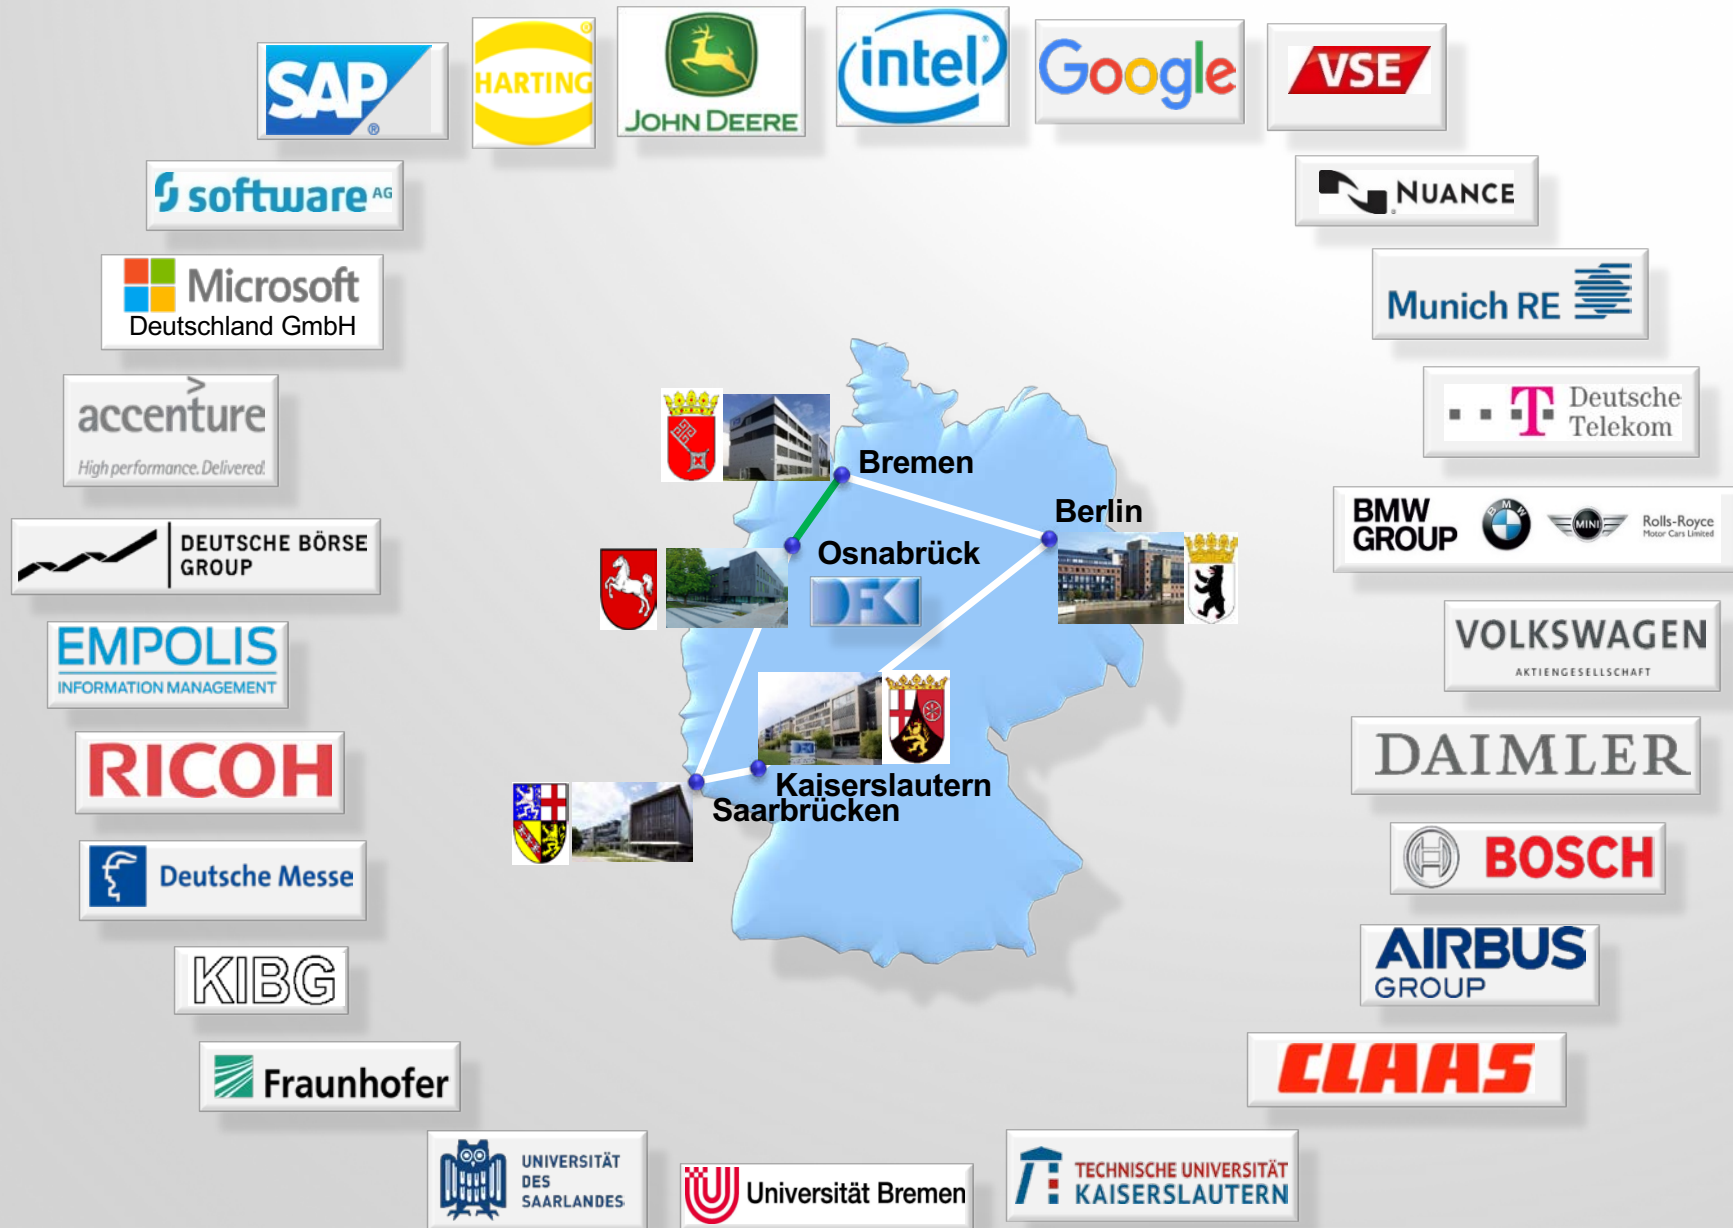 SAP
HARTING
JOHN DEERE
intel
Google
VSE
software AG
NUANCE
Microsoft
Deutschland GmbH
Munich RE
accenture
High performance. Delivered.
Deutsche
Telekom
Bremen
Berlin
DEUTSCHE BÖRSE
GROUP
BMW
GROUP
BMW
MINI
Rolls-Royce
Motor Cars Limited
Osnabrück
DFK
EMPOLIS
INFORMATION MANAGEMENT
VOLKSWAGEN
AKTIENGESELLSCHAFT
RICOH
DAIMLER
Kaiserslautern
Saarbrücken
Deutsche Messe
BOSCH
KIBG
AIRBUS
GROUP
Fraunhofer
CLAAS
UNIVERSITÄT
DES
SAARLANDES
Universität Bremen
TECHNISCHE UNIVERSITÄT
KAISERSLAUTERN